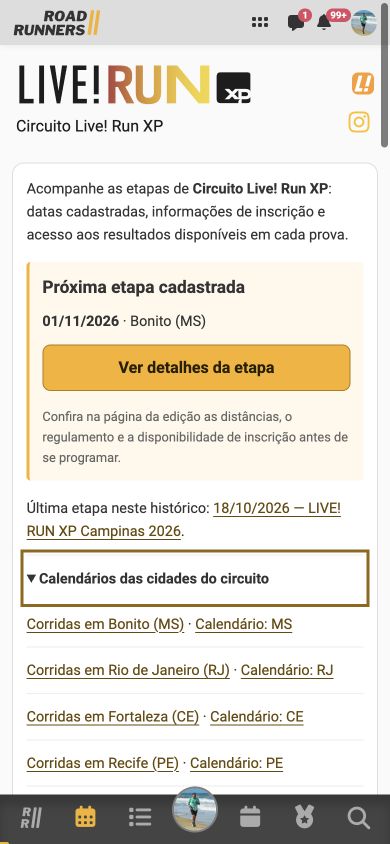 ROAD
RUNNERS
1
99+
LIVE! RUN XP
Circuito Live! Run XP
Acompanhe as etapas de Circuito Live! Run XP:
datas cadastradas, informações de inscrição e
acesso aos resultados disponíveis em cada prova.
Próxima etapa cadastrada
01/11/2026 · Bonito (MS)
Ver detalhes da etapa
Confira na página da edição as distâncias, o
regulamento e a disponibilidade de inscrição antes de
se programar.
Última etapa neste histórico: 18/10/2026 — LIVE!
RUN XP Campinas 2026.
▼ Calendários das cidades do circuito
Corridas em Bonito (MS) · Calendário: MS
Corridas em Rio de Janeiro (RJ) · Calendário: RJ
Corridas em Fortaleza (CE) · Calendário: CE
Corridas em Recife (PE) · Calendário: PE